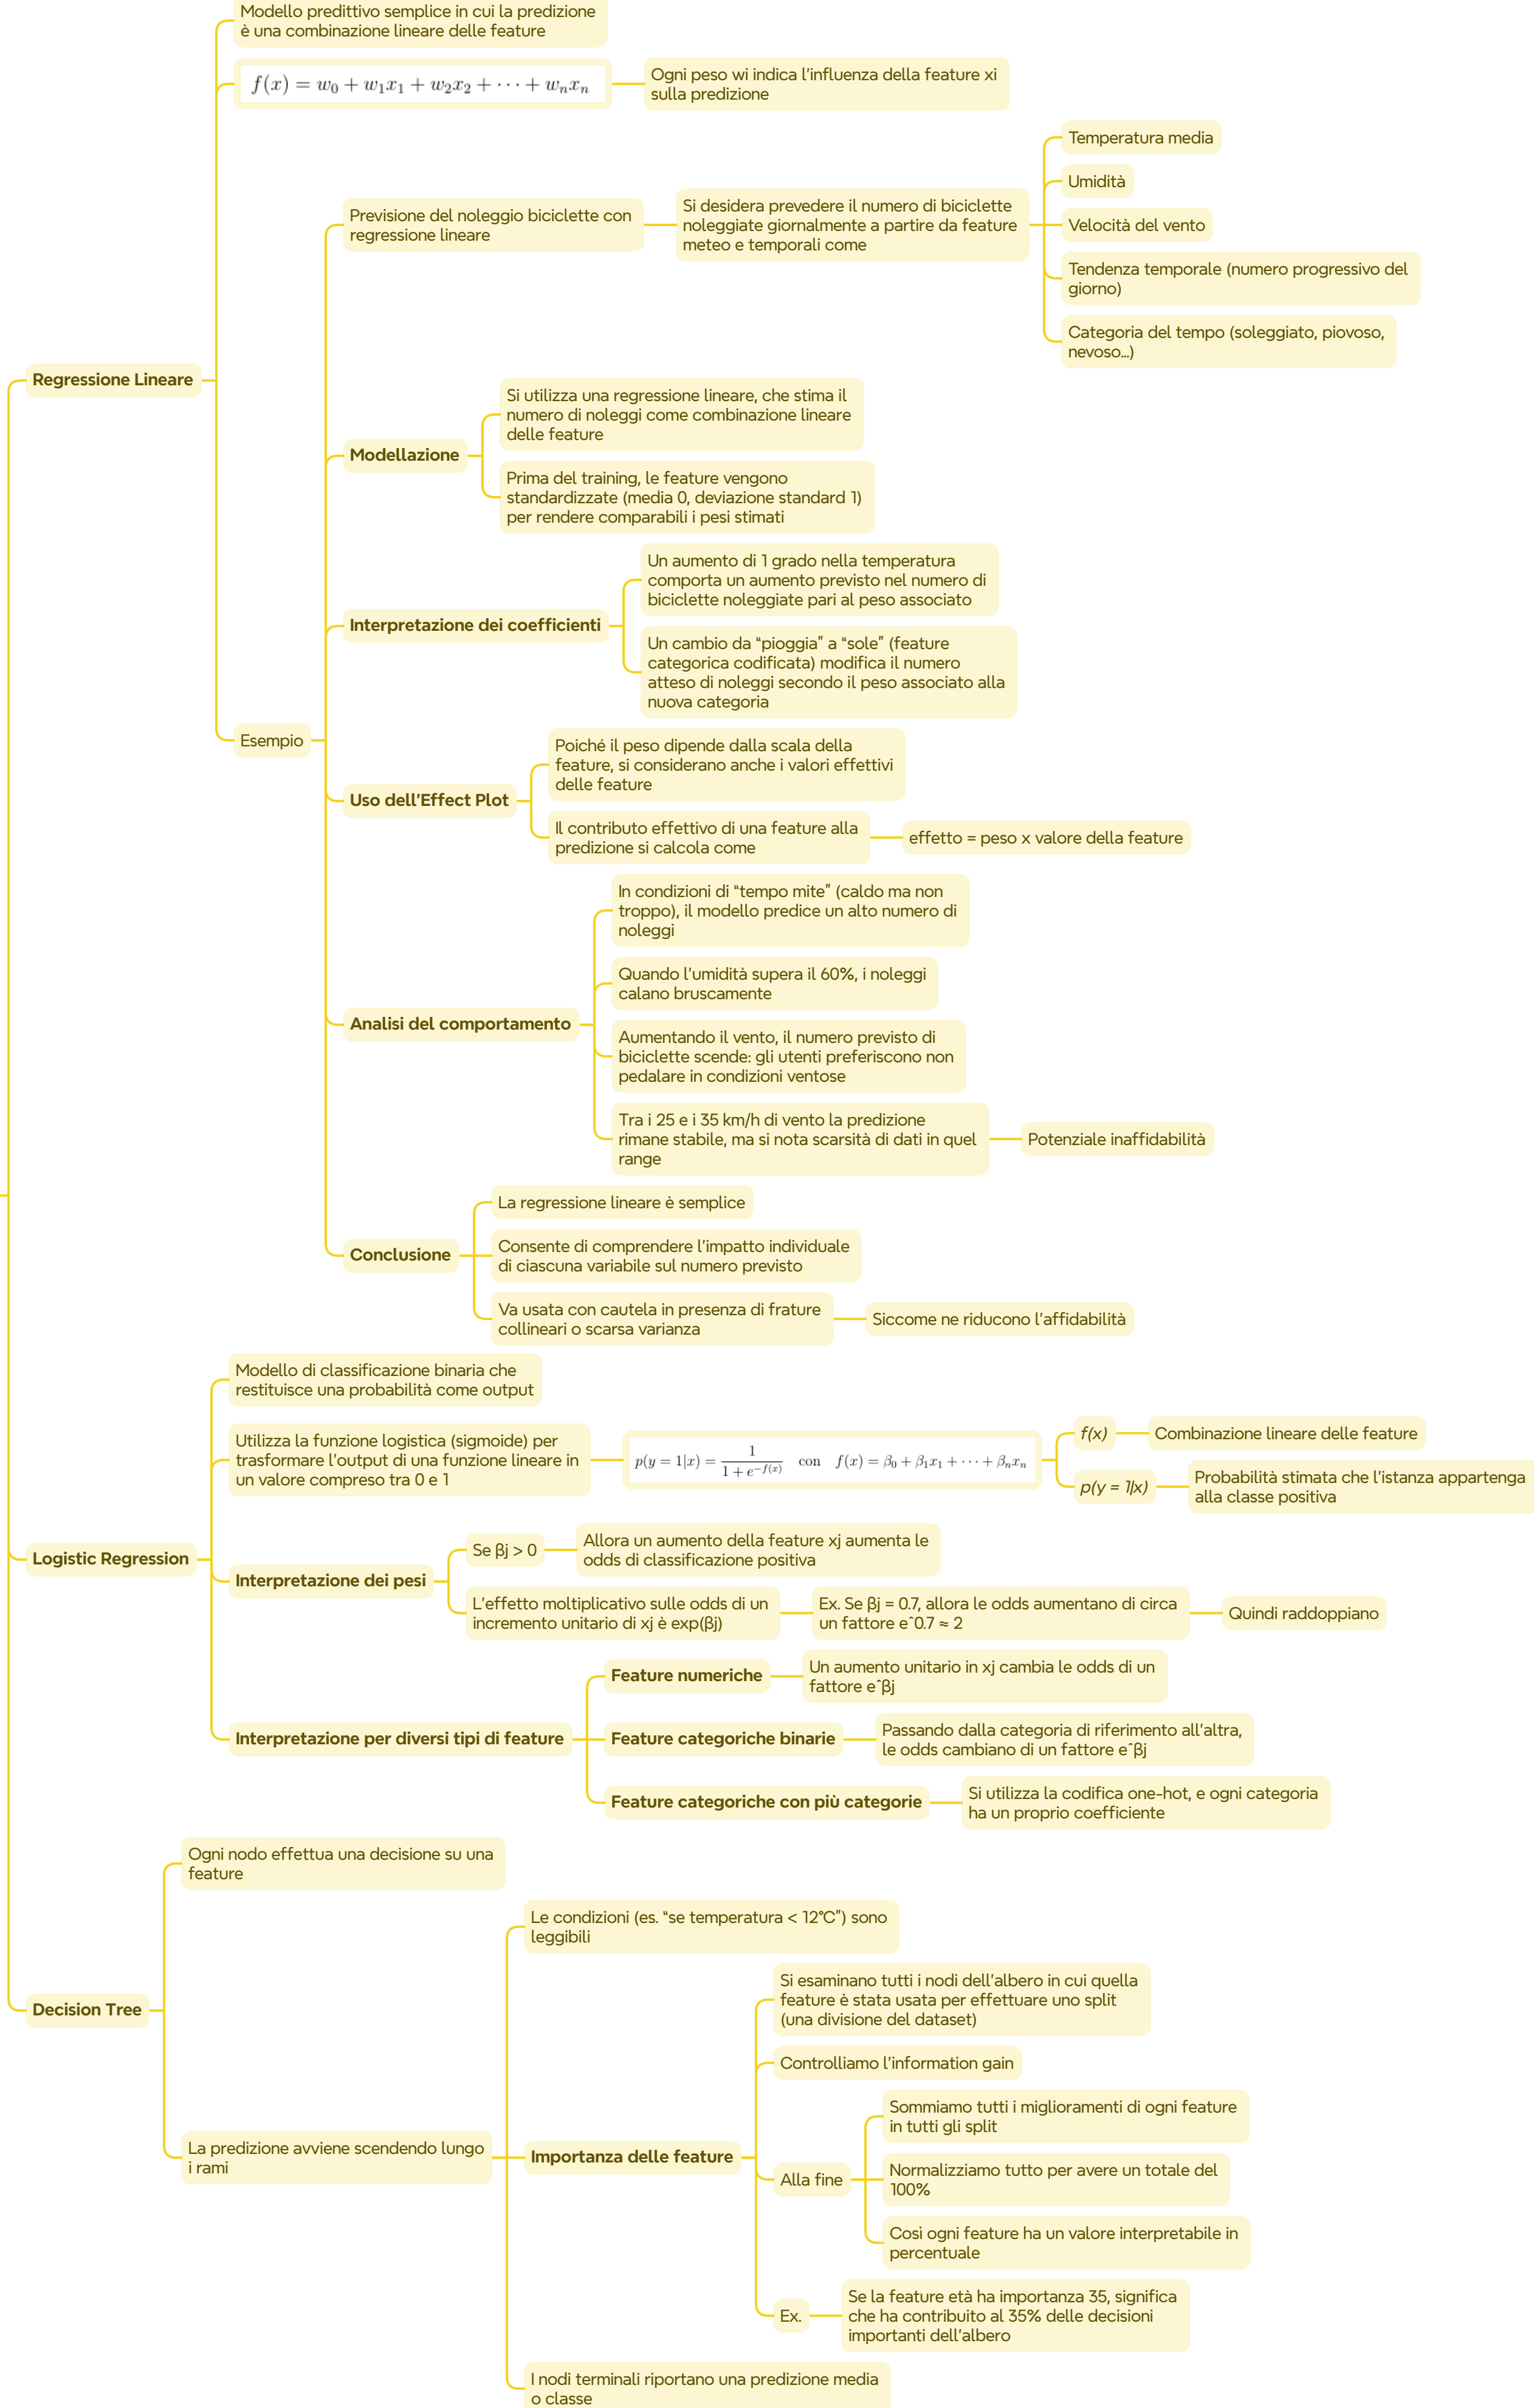 Modello predittivo semplice in cui la predizione
è una combinazione lineare delle feature
f(x) = w₀ + w₁x₁ + w₂x₂ + · · · + wₙxₙ
Ogni peso wi indica l'influenza della feature xi
sulla predizione
Regressione Lineare
Esempio
Previsione del noleggio biciclette con
regressione lineare
Si desidera prevedere il numero di biciclette
noleggiate giornalmente a partire da feature
meteo e temporali come
Temperatura media
Umidità
Velocità del vento
Tendenza temporale (numero progressivo del
giorno)
Categoria del tempo (soleggiato, piovoso,
nevoso...)
Modellazione
Si utilizza una regressione lineare, che stima il
numero di noleggi come combinazione lineare
delle feature
Prima del training, le feature vengono
standardizzate (media 0, deviazione standard 1)
per rendere comparabili i pesi stimati
Interpretazione dei coefficienti
Un aumento di 1 grado nella temperatura
comporta un aumento previsto nel numero di
biciclette noleggiate pari al peso associato
Un cambio da “pioggia” a “sole” (feature
categorica codificata) modifica il numero
atteso di noleggi secondo il peso associato alla
nuova categoria
Uso dell'Effect Plot
Poiché il peso dipende dalla scala della
feature, si considerano anche i valori effettivi
delle feature
Il contributo effettivo di una feature alla
predizione si calcola come
effetto = peso x valore della feature
Analisi del comportamento
In condizioni di “tempo mite” (caldo ma non
troppo), il modello predice un alto numero di
noleggi
Quando l'umidità supera il 60%, i noleggi
calano bruscamente
Aumentando il vento, il numero previsto di
biciclette scende: gli utenti preferiscono non
pedalare in condizioni ventose
Tra i 25 e i 35 km/h di vento la predizione
rimane stabile, ma si nota scarsità di dati in quel
range
Potenziale inaffidabilità
Conclusione
La regressione lineare è semplice
Consente di comprendere l'impatto individuale
di ciascuna variabile sul numero previsto
Va usata con cautela in presenza di frature
collineari o scarsa varianza
Siccome ne riducono l'affidabilità
Logistic Regression
Modello di classificazione binaria che
restituisce una probabilità come output
Utilizza la funzione logistica (sigmoide) per
trasformare l'output di una funzione lineare in
un valore compreso tra 0 e 1
p(y = 1|x) = 1 / (1 + e^(−f(x))) con f(x) = β₀ + β₁x₁ + · · · + βₙxₙ
f(x)
Combinazione lineare delle feature
p(y = 1|x)
Probabilità stimata che l'istanza appartenga
alla classe positiva
Interpretazione dei pesi
Se βj > 0
Allora un aumento della feature xj aumenta le
odds di classificazione positiva
L'effetto moltiplicativo sulle odds di un
incremento unitario di xj è exp(βj)
Ex. Se βj = 0.7, allora le odds aumentano di circa
un fattore e^0.7 ≈ 2
Quindi raddoppiano
Interpretazione per diversi tipi di feature
Feature numeriche
Un aumento unitario in xj cambia le odds di un
fattore e^βj
Feature categoriche binarie
Passando dalla categoria di riferimento all'altra,
le odds cambiano di un fattore e^βj
Feature categoriche con più categorie
Si utilizza la codifica one-hot, e ogni categoria
ha un proprio coefficiente
Decision Tree
Ogni nodo effettua una decisione su una
feature
La predizione avviene scendendo lungo
i rami
Le condizioni (es. “se temperatura < 12°C”) sono
leggibili
Importanza delle feature
Si esaminano tutti i nodi dell'albero in cui quella
feature è stata usata per effettuare uno split
(una divisione del dataset)
Controlliamo l'information gain
Alla fine
Sommiamo tutti i miglioramenti di ogni feature
in tutti gli split
Normalizziamo tutto per avere un totale del
100%
Così ogni feature ha un valore interpretabile in
percentuale
Ex.
Se la feature età ha importanza 35, significa
che ha contribuito al 35% delle decisioni
importanti dell'albero
I nodi terminali riportano una predizione media
o classe